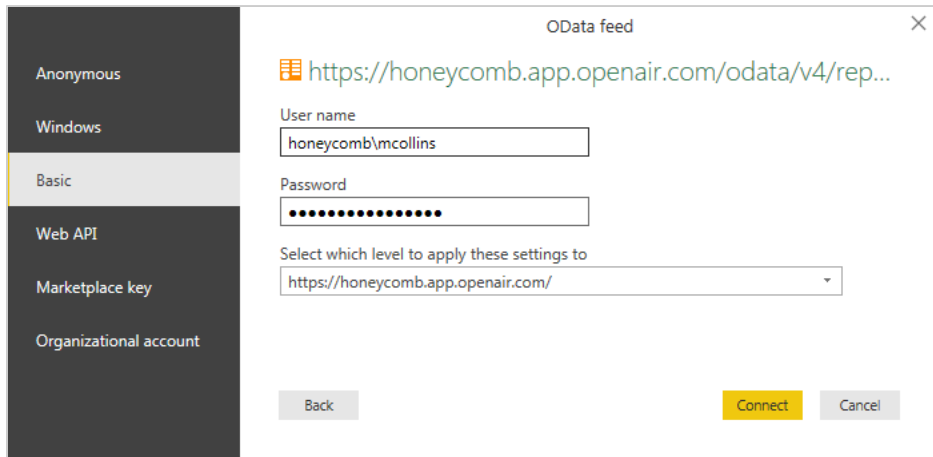 OData feed
Anonymous
Windows
Basic
Web API
Marketplace key
Organizational account
https://honeycomb.app.openair.com/odata/v4/rep...
User name
honeycomb\mcollins
Password
••••••••••••••••
Select which level to apply these settings to
https://honeycomb.app.openair.com/
Back
Connect
Cancel